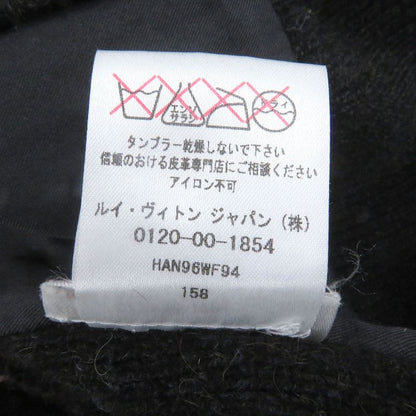 エンソ
サラシ
ドライ
タンブラー乾燥しないで下さい
信頼のおける皮革専門店にご相談ください
アイロン不可
ルイ・ヴィトン ジャパン（株）
0120-00-1854
HAN96WF94
158